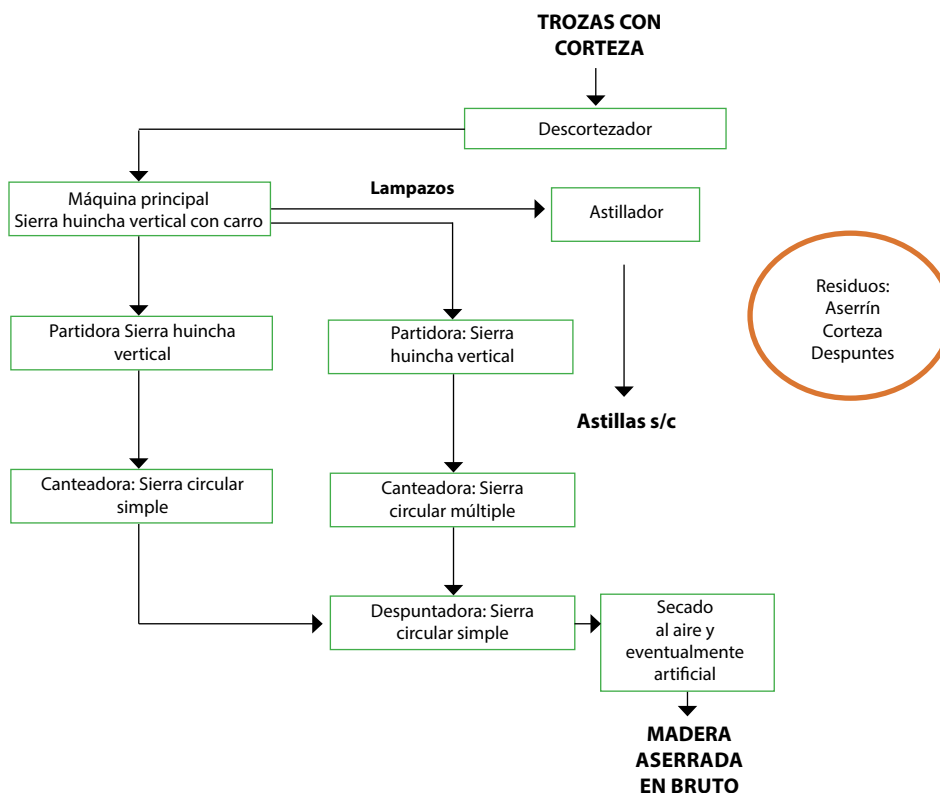 TROZAS CON
CORTEZA
Descortezador
Máquina principal
Sierra huincha vertical con carro
Lampazos
Astillador
Residuos:
Aserrín
Corteza
Despuntes
Partidora Sierra huincha
vertical
Partidora: Sierra
huincha vertical
Astillas s/c
Canteadora: Sierra circular
simple
Canteadora: Sierra
circular múltiple
Despuntadora: Sierra
circular simple
Secado
al aire y
eventualmente
artificial
MADERA
ASERRADA
EN BRUTO